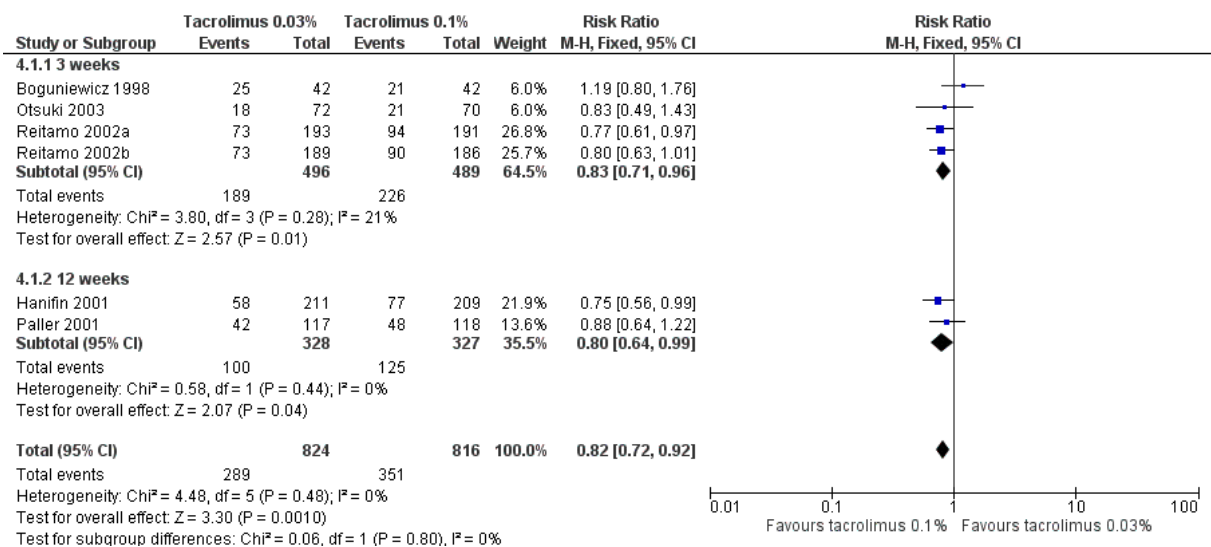 Tacrolimus 0.03% Tacrolimus 0.1% Risk Ratio Risk Ratio
Study or Subgroup Events Total Events Total Weight M-H, Fixed, 95% CI M-H, Fixed, 95% CI
4.1.1 3 weeks
Boguniewicz 1998 25 42 21 42 6.0% 1.19 [0.80, 1.76]
Otsuki 2003 18 72 21 70 6.0% 0.83 [0.49, 1.43]
Reitamo 2002a 73 193 94 191 26.8% 0.77 [0.61, 0.97]
Reitamo 2002b 73 189 90 186 25.7% 0.80 [0.63, 1.01]
Subtotal (95% CI) 496 489 64.5% 0.83 [0.71, 0.96]
Total events 189 226
Heterogeneity: Chi² = 3.80, df = 3 (P = 0.28); I² = 21%
Test for overall effect: Z = 2.57 (P = 0.01)
4.1.2 12 weeks
Hanifin 2001 58 211 77 209 21.9% 0.75 [0.56, 0.99]
Paller 2001 42 117 48 118 13.6% 0.88 [0.64, 1.22]
Subtotal (95% CI) 328 327 35.5% 0.80 [0.64, 0.99]
Total events 100 125
Heterogeneity: Chi² = 0.58, df = 1 (P = 0.44); I² = 0%
Test for overall effect: Z = 2.07 (P = 0.04)
Total (95% CI) 824 816 100.0% 0.82 [0.72, 0.92]
Total events 289 351
Heterogeneity: Chi² = 4.48, df = 5 (P = 0.48); I² = 0%
Test for overall effect: Z = 3.30 (P = 0.0010)
Test for subgroup differences: Chi² = 0.06, df = 1 (P = 0.80), I² = 0%
0.01 0.1 1 10 100
Favours tacrolimus 0.1% Favours tacrolimus 0.03%